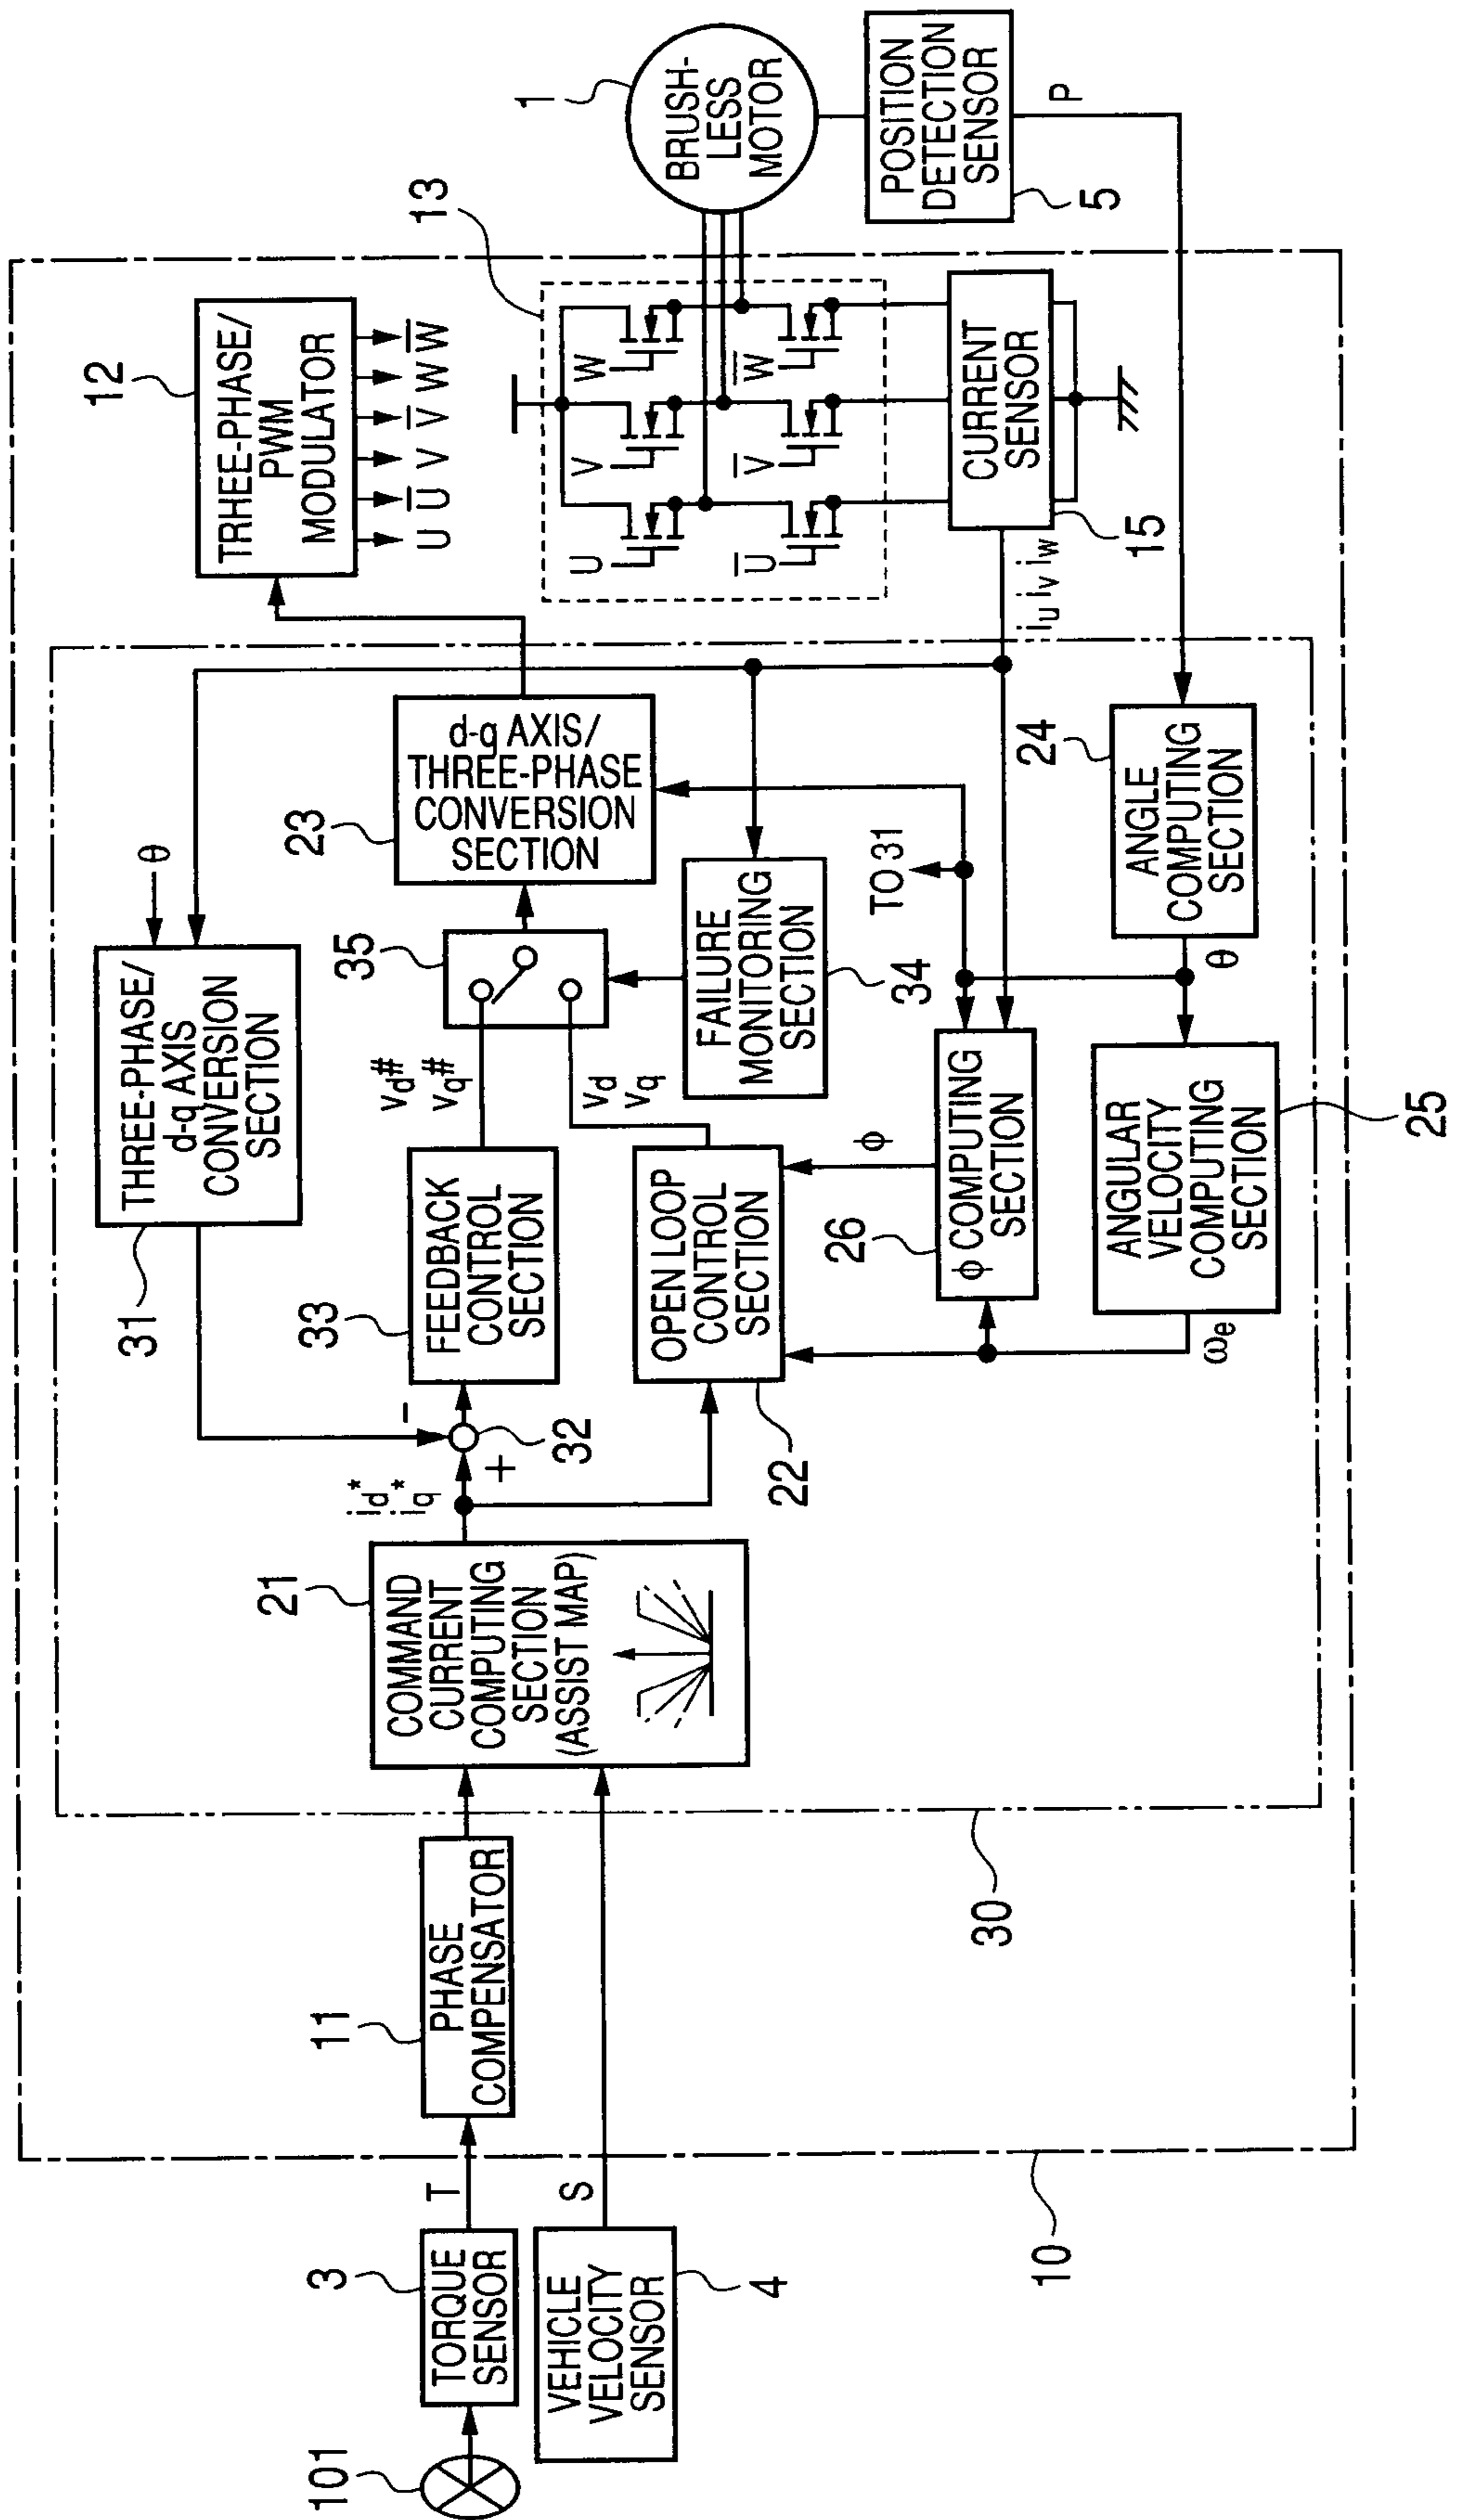 101
3
TORQUE
SENSOR
T
VEHICLE
VELOCITY
SENSOR
4
S
10
11
PHASE
COMPENSATOR
30
21
COMMAND
CURRENT
COMPUTING
SECTION
(ASSIST MAP)
id*
iq*
+
−
32
31
THREE-PHASE/
d-q AXIS
CONVERSION
SECTION
θ
33
FEEDBACK
CONTROL
SECTION
Vd#
Vq#
22
OPEN LOOP
CONTROL
SECTION
Vd
Vq
ϕ
26
ϕ COMPUTING
SECTION
ωe
ANGULAR
VELOCITY
COMPUTING
SECTION
25
35
FAILURE
MONITORING
SECTION
34
TO 31
θ
24
ANGLE
COMPUTING
SECTION
23
d-q AXIS/
THREE-PHASE
CONVERSION
SECTION
12
TRHEE-PHASE/
PWM
MODULATOR
U U̅ V V̅ W W̅
13
U V W
U̅ V̅ W̅
iu iv iw
CURRENT
SENSOR
15
1
BRUSH-
LESS
MOTOR
POSITION
DETECTION
SENSOR
5
P